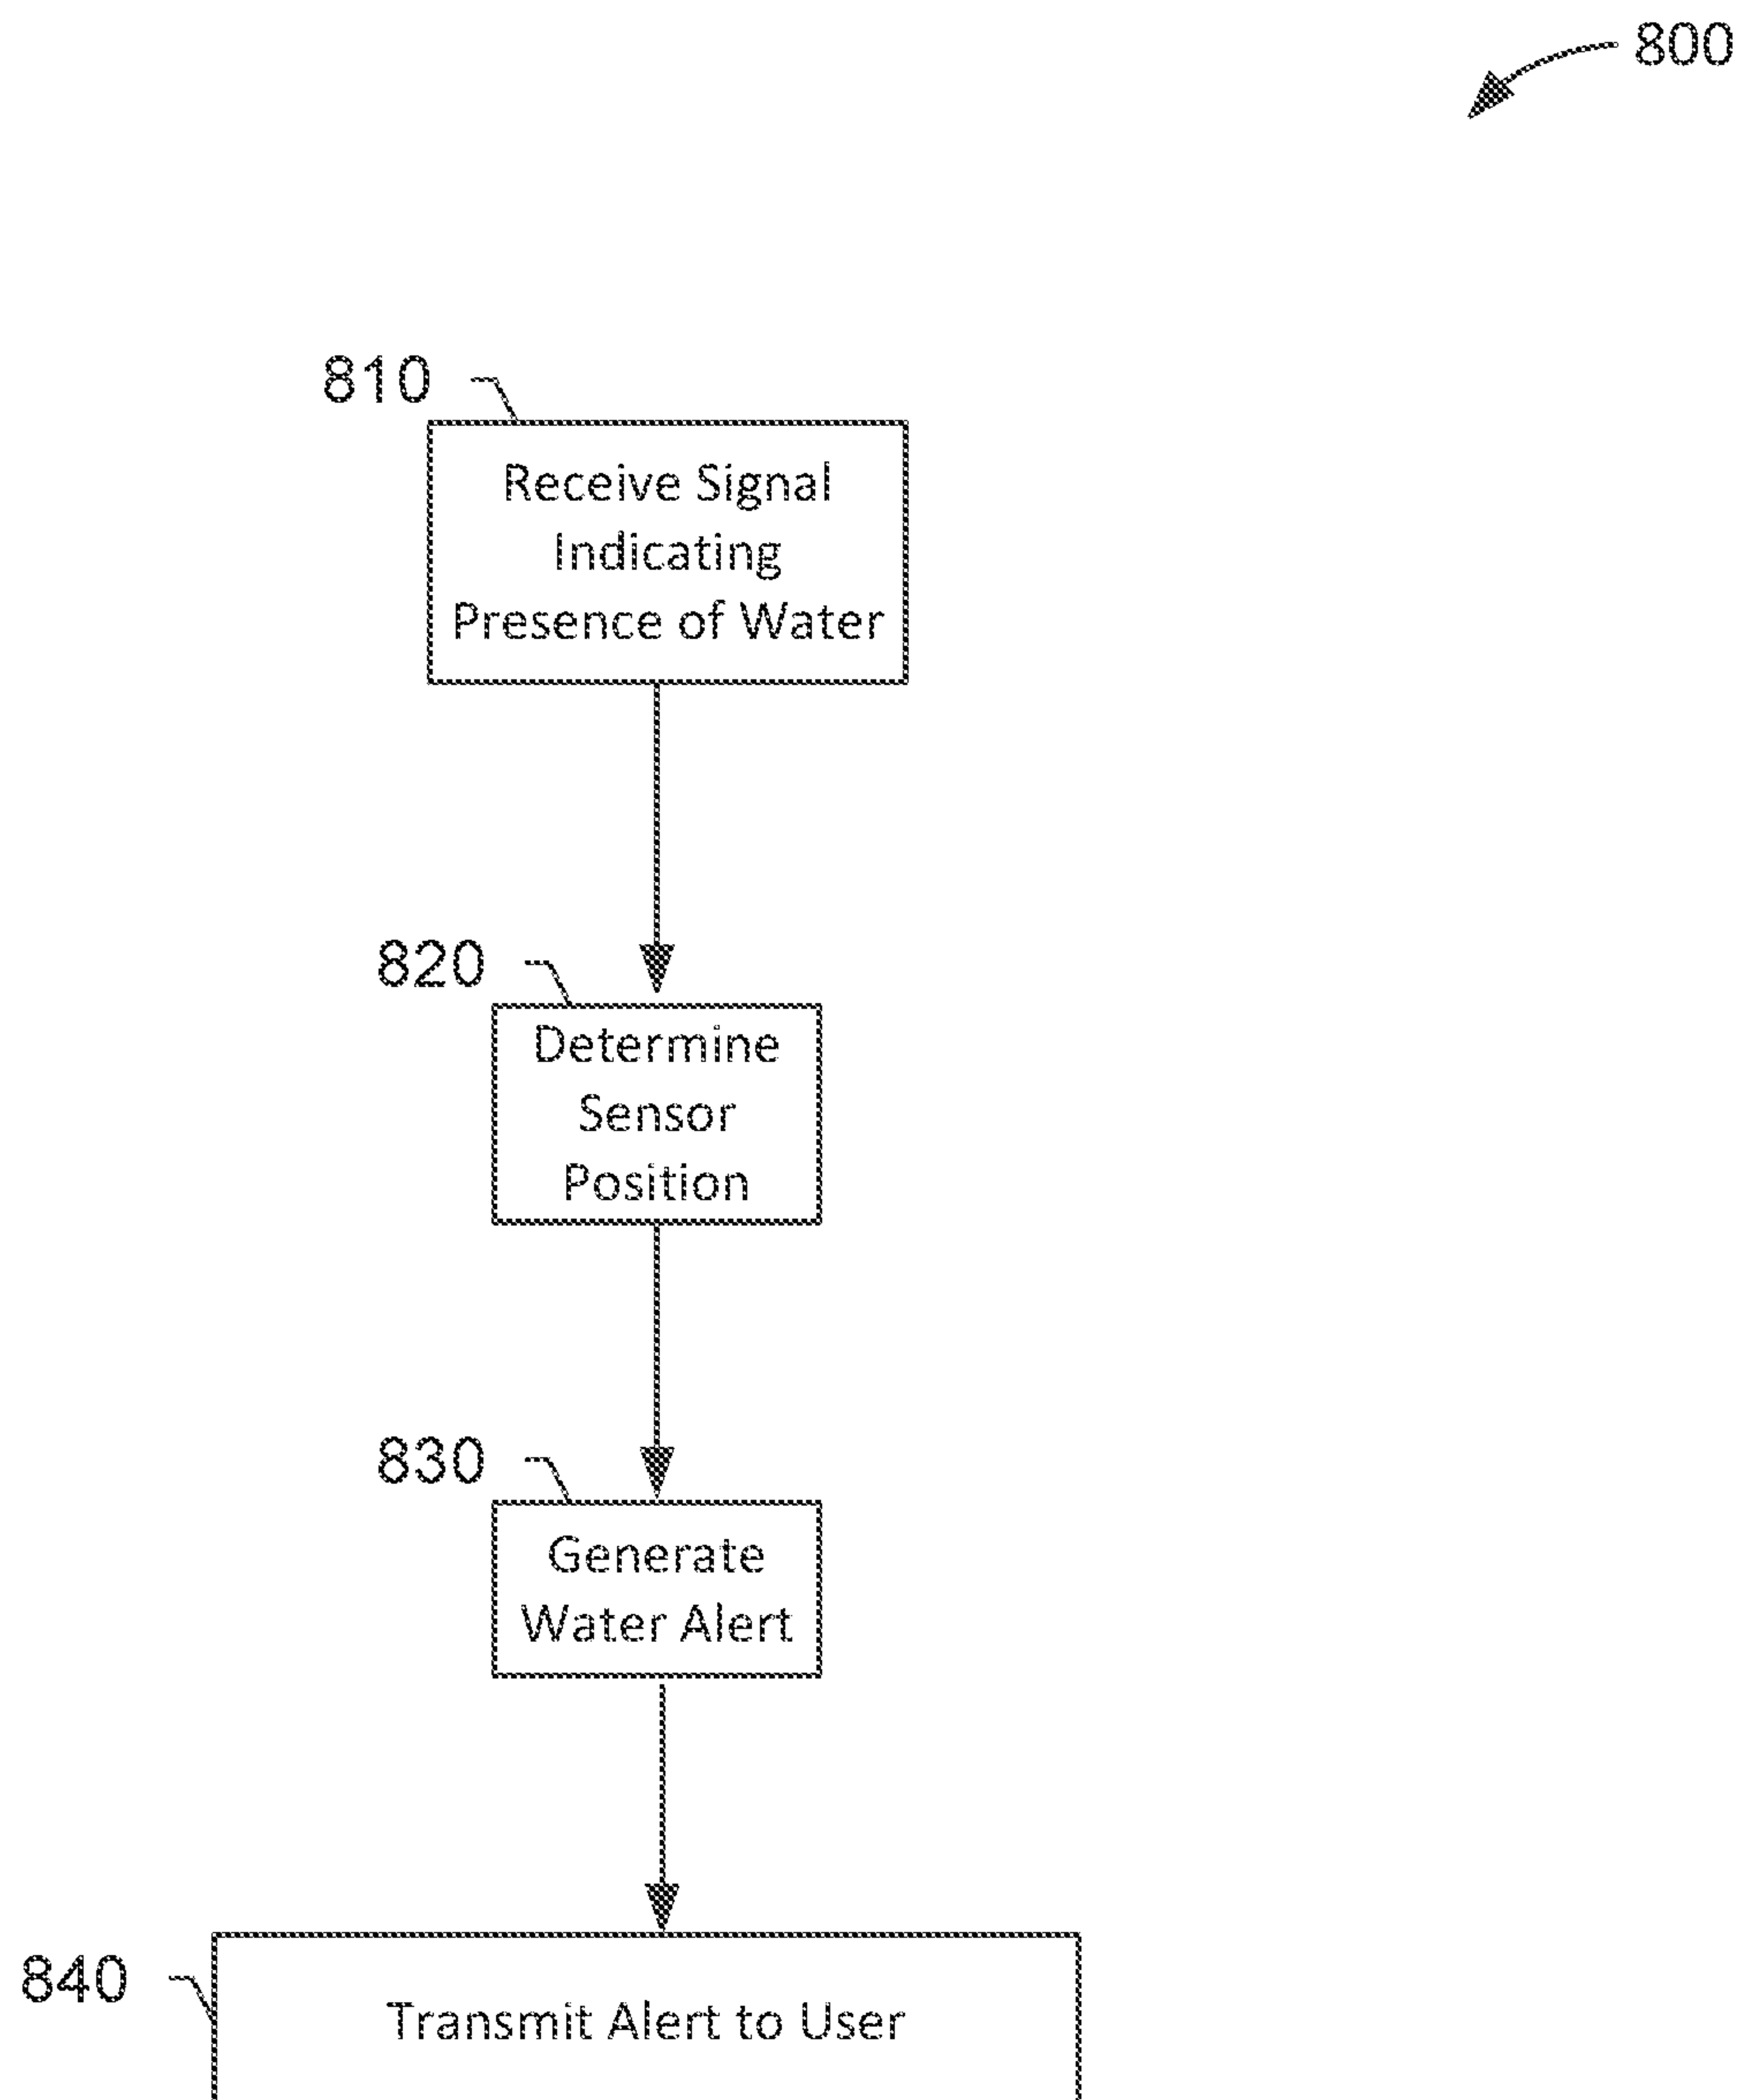 800
810
Receive Signal
Indicating
Presence of Water
820
Determine
Sensor
Position
830
Generate
Water Alert
840
Transmit Alert to User